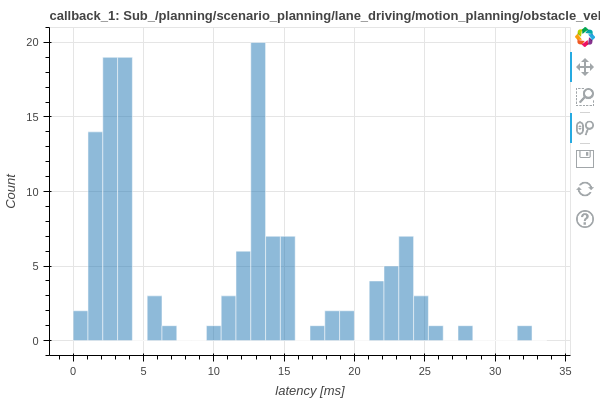 callback_1: Sub_/planning/scenario_planning/lane_driving/motion_planning/obstacle_vel
20
15
10
5
0
Count
0 5 10 15 20 25 30 35
latency [ms]